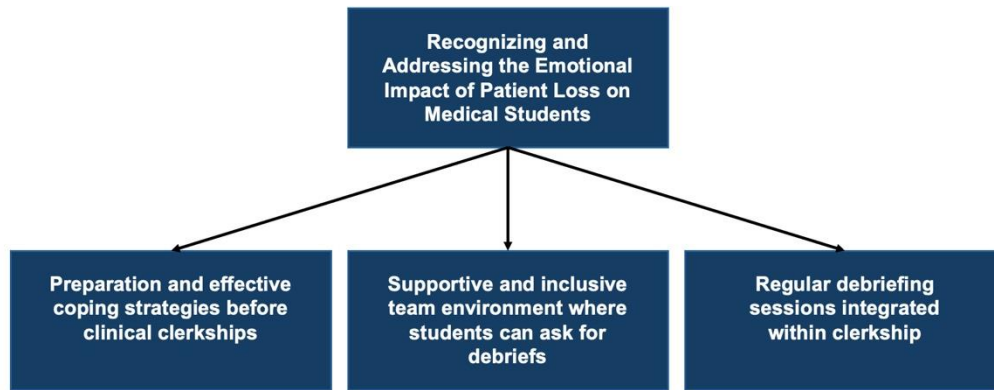 Recognizing and
Addressing the Emotional
Impact of Patient Loss on
Medical Students
Preparation and effective
coping strategies before
clinical clerkships
Supportive and inclusive
team environment where
students can ask for
debriefs
Regular debriefing
sessions integrated
within clerkship